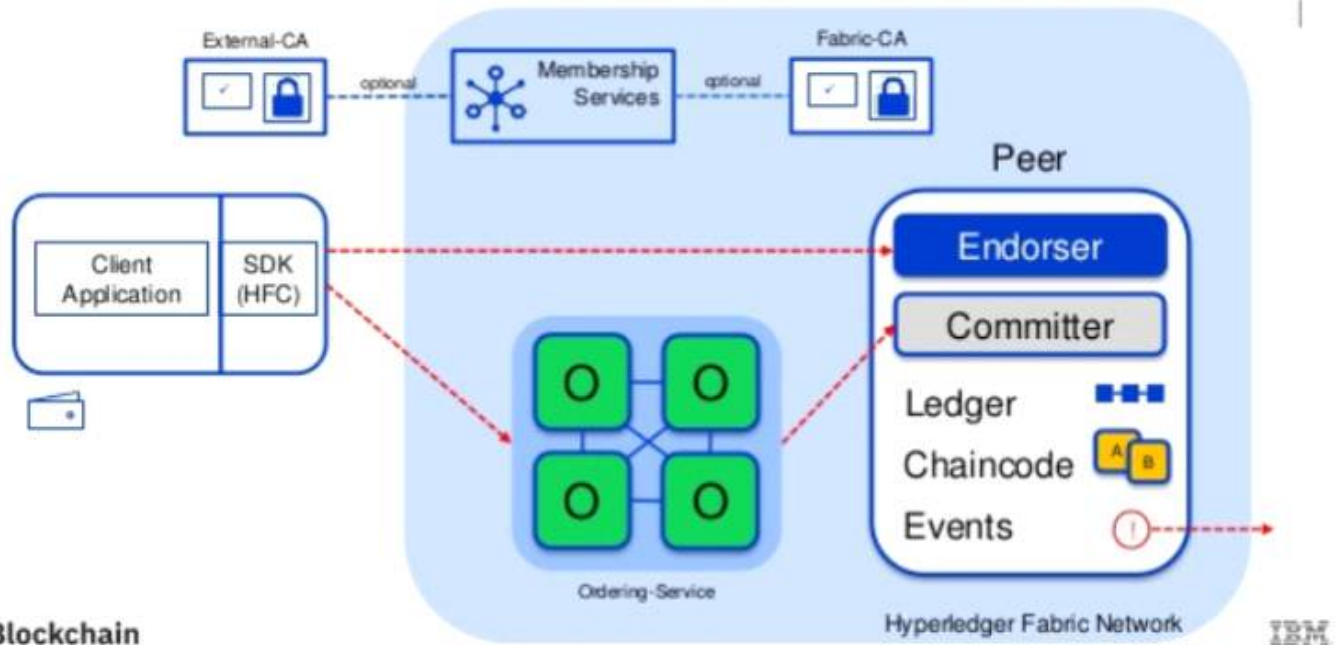 External-CA
optional
Membership
Services
optional
Fabric-CA
Peer
Client
Application
SDK
(HFC)
Endorser
Committer
O
O
Ledger
Chaincode
A
B
O
O
Events
!
Ordering-Service
Hyperledger Fabric Network
Blockchain
IBM